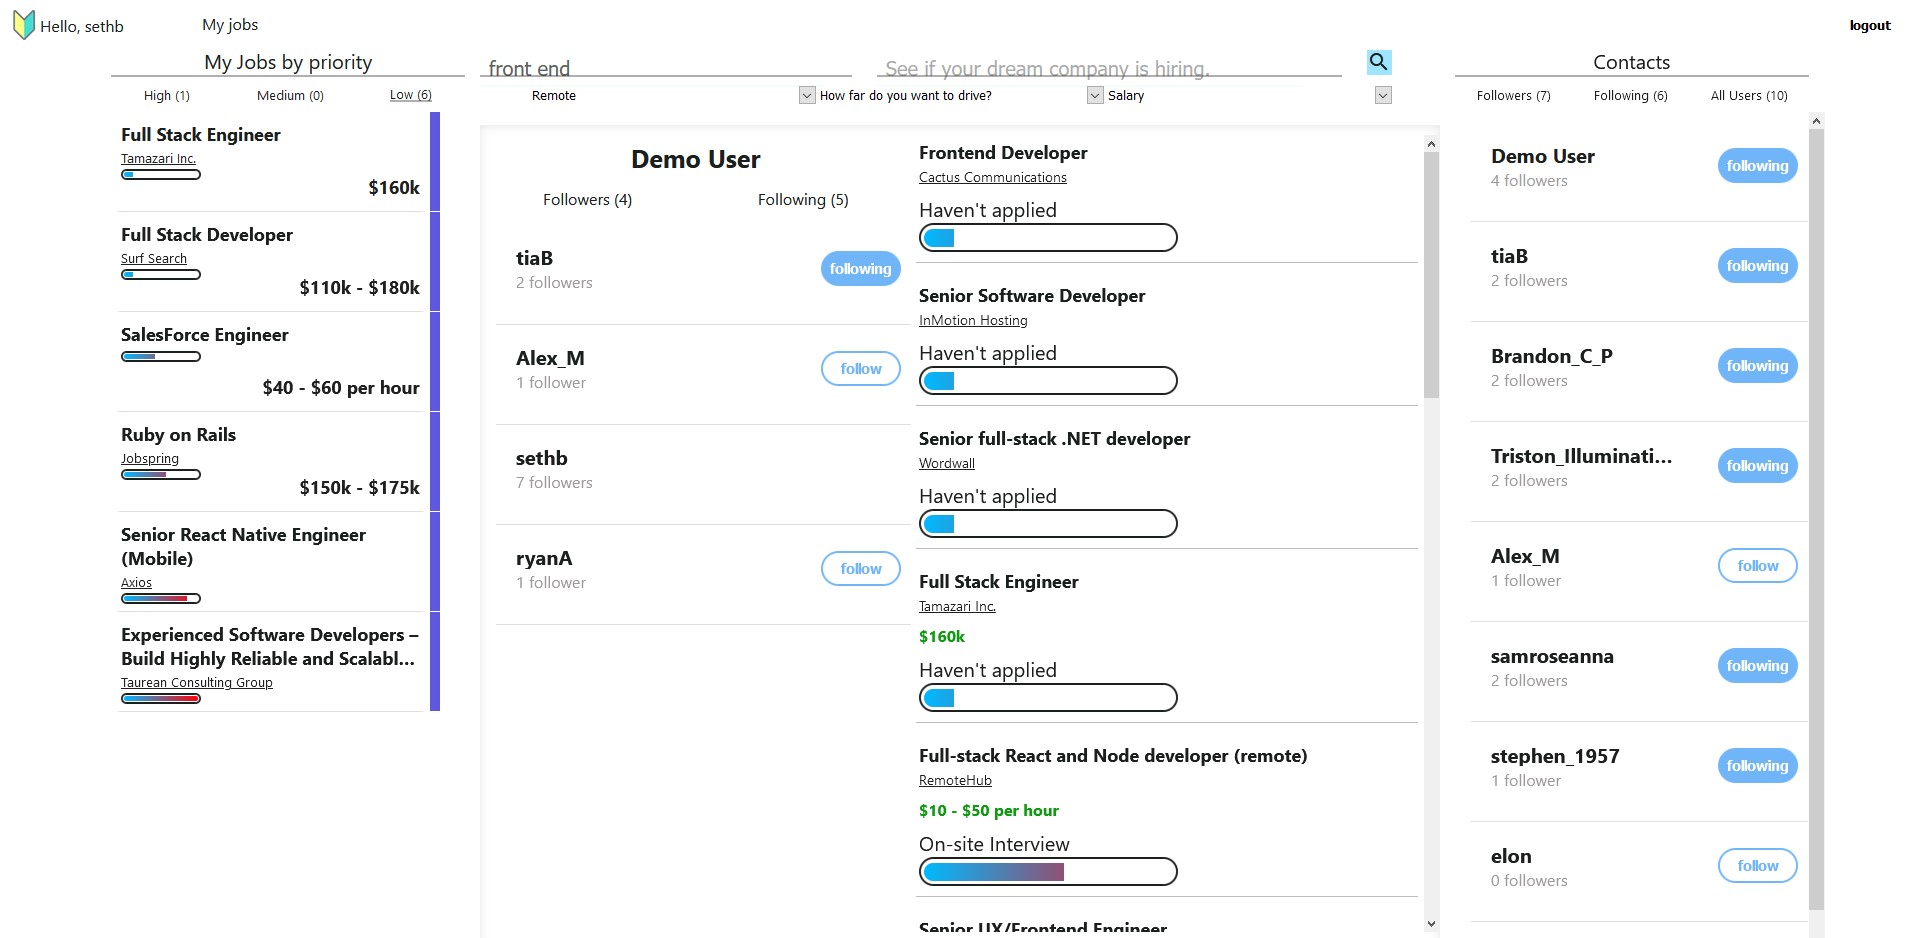 Hello, sethb
My jobs
logout
My Jobs by priority
High (1)
Medium (0)
Low (6)
Full Stack Engineer
Tamazari Inc.
$160k
Full Stack Developer
Surf Search
$110k - $180k
SalesForce Engineer
$40 - $60 per hour
Ruby on Rails
Jobspring
$150k - $175k
Senior React Native Engineer
(Mobile)
Axios
Experienced Software Developers –
Build Highly Reliable and Scalabl...
Taurean Consulting Group
front end
See if your dream company is hiring.
Remote
How far do you want to drive?
Salary
Demo User
Followers (4)
Following (5)
tiaB
2 followers
following
Alex_M
1 follower
follow
sethb
7 followers
ryanA
1 follower
follow
Frontend Developer
Cactus Communications
Haven't applied
Senior Software Developer
InMotion Hosting
Haven't applied
Senior full-stack .NET developer
Wordwall
Haven't applied
Full Stack Engineer
Tamazari Inc.
$160k
Haven't applied
Full-stack React and Node developer (remote)
RemoteHub
$10 - $50 per hour
On-site Interview
Senior UX/Frontend Engineer
Contacts
Followers (7)
Following (6)
All Users (10)
Demo User
4 followers
following
tiaB
2 followers
following
Brandon_C_P
2 followers
following
Triston_Illuminati...
2 followers
following
Alex_M
1 follower
follow
samroseanna
2 followers
following
stephen_1957
1 follower
following
elon
0 followers
follow